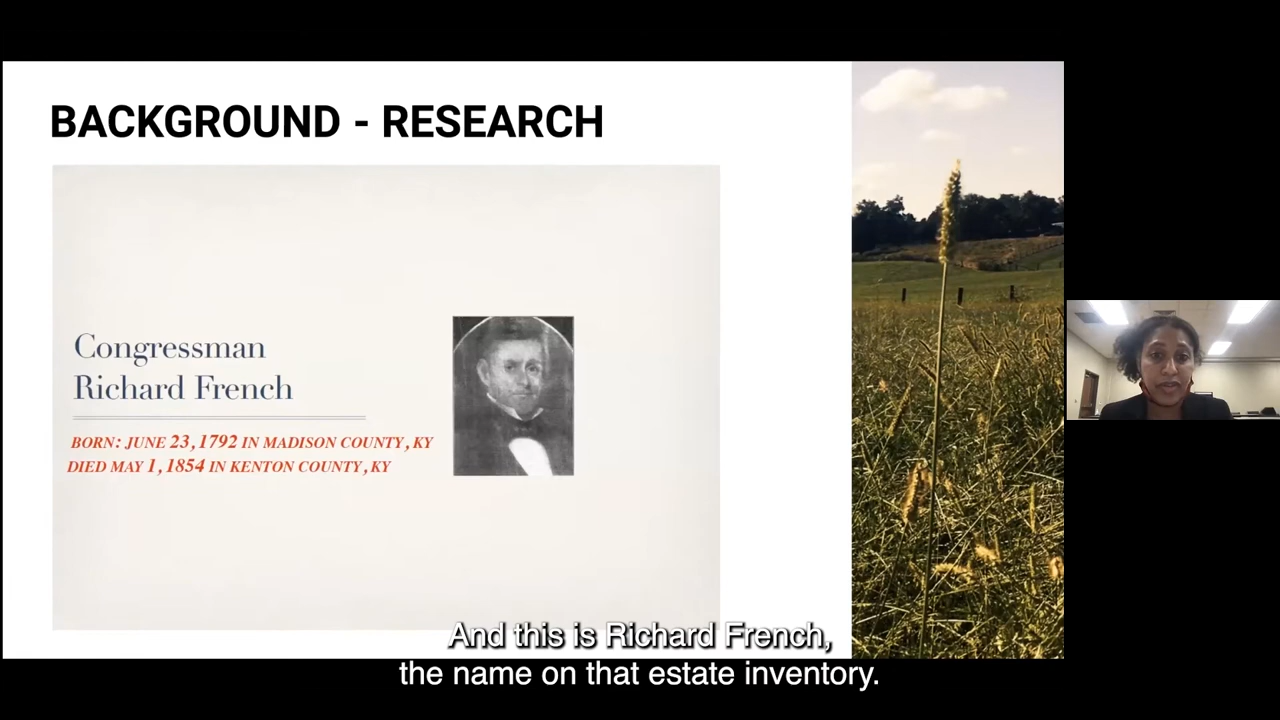 BACKGROUND - RESEARCH
Congressman
Richard French
BORN: JUNE 23, 1792 IN MADISON COUNTY, KY
DIED MAY 1, 1854 IN KENTON COUNTY, KY
And this is Richard French,
the name on that estate inventory.